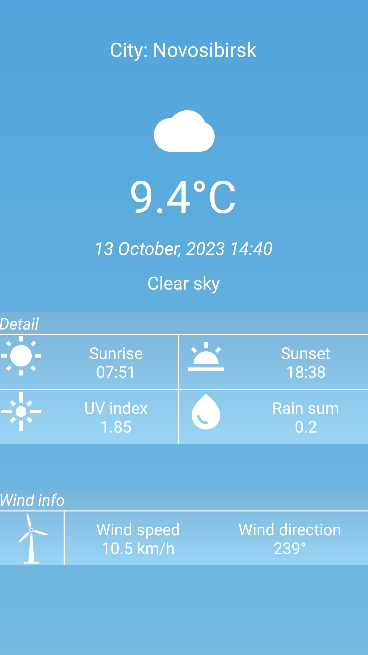 City: Novosibirsk
9.4°C
13 October, 2023 14:40
Clear sky
Detail
Sunrise
07:51
Sunset
18:38
UV index
1.85
Rain sum
0.2
Wind info
Wind speed
10.5 km/h
Wind direction
239°